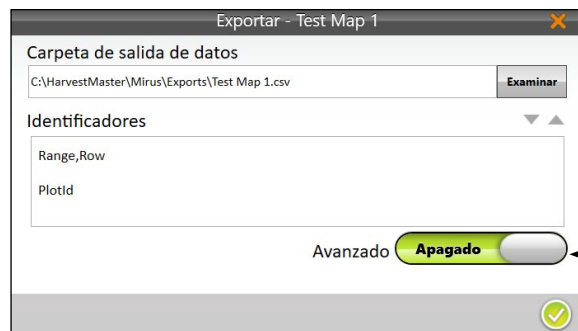 Exportar - Test Map 1
Carpeta de salida de datos
C:\HarvestMaster\Mirus\Exports\Test Map 1.csv
Examinar
Identificadores
Range,Row
PlotId
Avanzado
Apagado